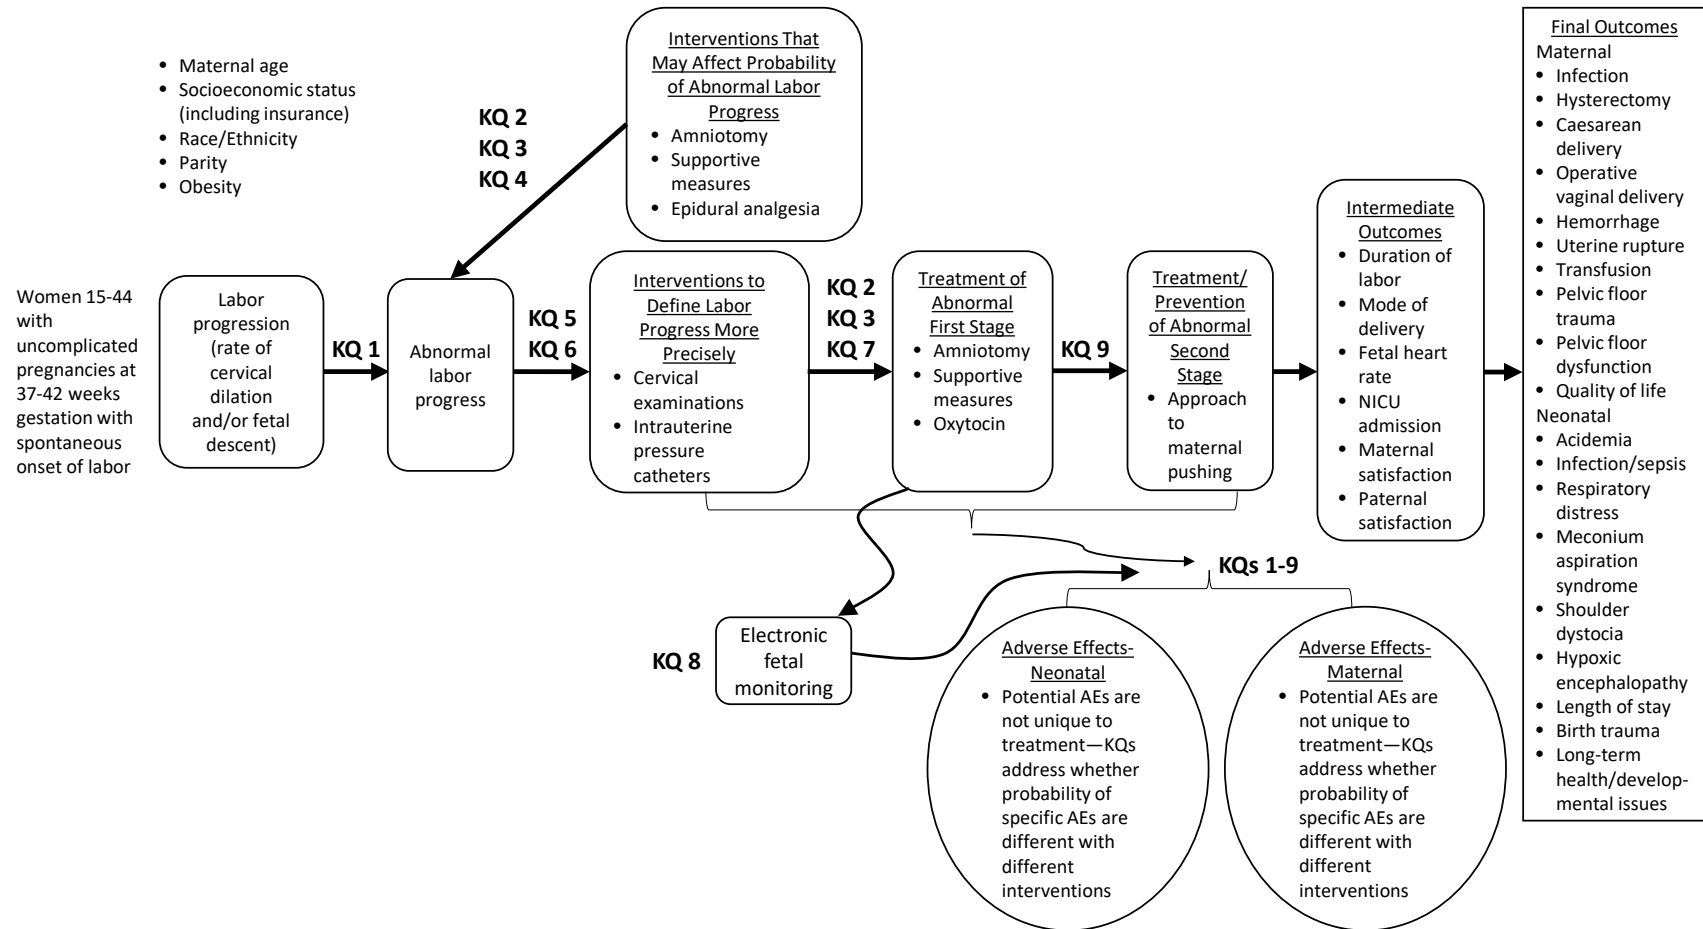 • Maternal age
• Socioeconomic status
(including insurance)
• Race/Ethnicity
• Parity
• Obesity
KQ 2
KQ 3
KQ 4
Interventions That
May Affect Probability
of Abnormal Labor
Progress
• Amniotomy
• Supportive
measures
• Epidural analgesia
Women 15-44
with
uncomplicated
pregnancies at
37-42 weeks
gestation with
spontaneous
onset of labor
Labor
progression
(rate of
cervical
dilation
and/or fetal
descent)
KQ 1
Abnormal
labor
progress
KQ 5
KQ 6
Interventions to
Define Labor
Progress More
Precisely
• Cervical
examinations
• Intrauterine
pressure
catheters
KQ 2
KQ 3
KQ 7
Treatment of
Abnormal
First Stage
• Amniotomy
• Supportive
measures
• Oxytocin
KQ 9
Treatment/
Prevention
of Abnormal
Second
Stage
• Approach
to
maternal
pushing
Intermediate
Outcomes
• Duration of
labor
• Mode of
delivery
• Fetal heart
rate
• NICU
admission
• Maternal
satisfaction
• Paternal
satisfaction
Final Outcomes
Maternal
• Infection
• Hysterectomy
• Caesarean
delivery
• Operative
vaginal delivery
• Hemorrhage
• Uterine rupture
• Transfusion
• Pelvic floor
trauma
• Pelvic floor
dysfunction
• Quality of life
Neonatal
• Acidemia
• Infection/sepsis
• Respiratory
distress
• Meconium
aspiration
syndrome
• Shoulder
dystocia
• Hypoxic
encephalopathy
• Length of stay
• Birth trauma
• Long-term
health/develop-
mental issues
KQ 8
Electronic
fetal
monitoring
KQs 1-9
Adverse Effects-
Neonatal
• Potential AEs are
not unique to
treatment—KQs
address whether
probability of
specific AEs are
different with
different
interventions
Adverse Effects-
Maternal
• Potential AEs are
not unique to
treatment—KQs
address whether
probability of
specific AEs are
different with
different
interventions